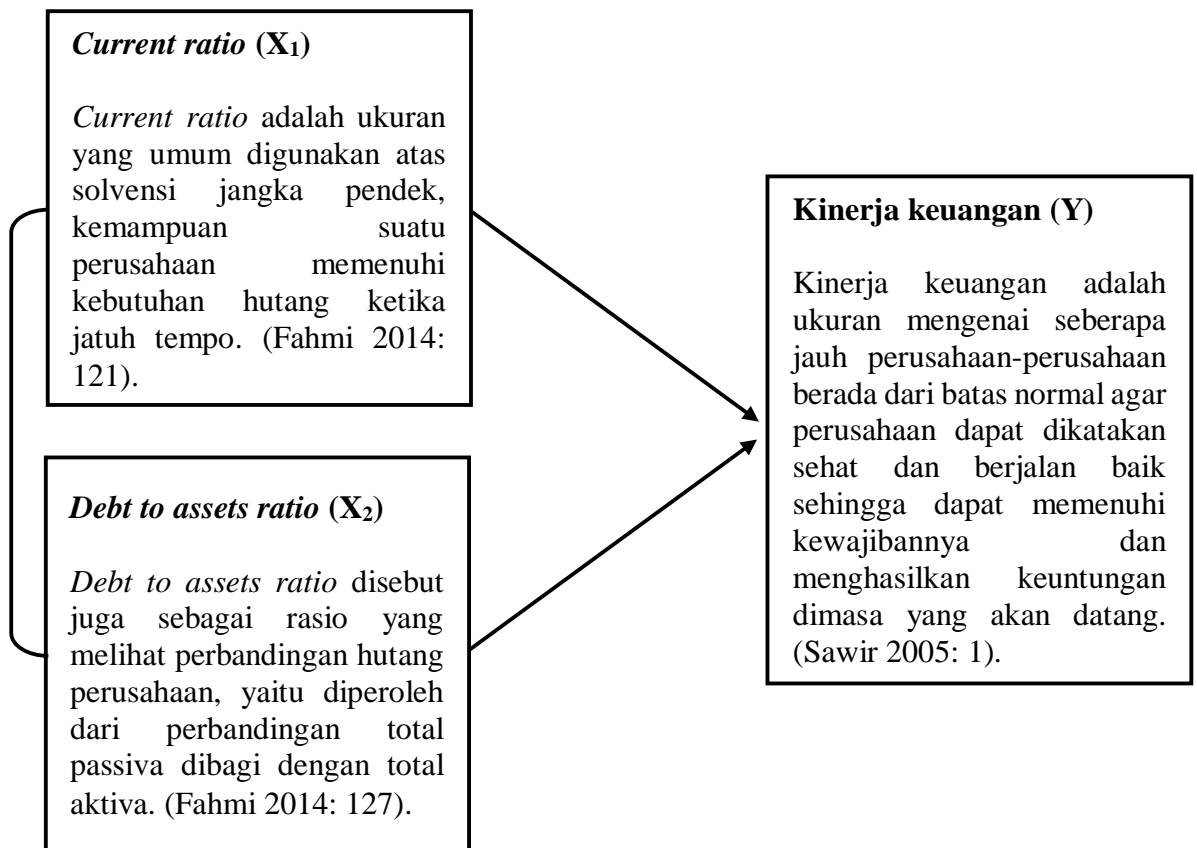 Current ratio (X₁)
Current ratio adalah ukuran
yang umum digunakan atas
solvensi jangka pendek,
kemampuan suatu
perusahaan memenuhi
kebutuhan hutang ketika
jatuh tempo. (Fahmi 2014:
121).
Debt to assets ratio (X₂)
Debt to assets ratio disebut
juga sebagai rasio yang
melihat perbandingan hutang
perusahaan, yaitu diperoleh
dari perbandingan total
passiva dibagi dengan total
aktiva. (Fahmi 2014: 127).
Kinerja keuangan (Y)
Kinerja keuangan adalah
ukuran mengenai seberapa
jauh perusahaan-perusahaan
berada dari batas normal agar
perusahaan dapat dikatakan
sehat dan berjalan baik
sehingga dapat memenuhi
kewajibannya dan
menghasilkan keuntungan
dimasa yang akan datang.
(Sawir 2005: 1).